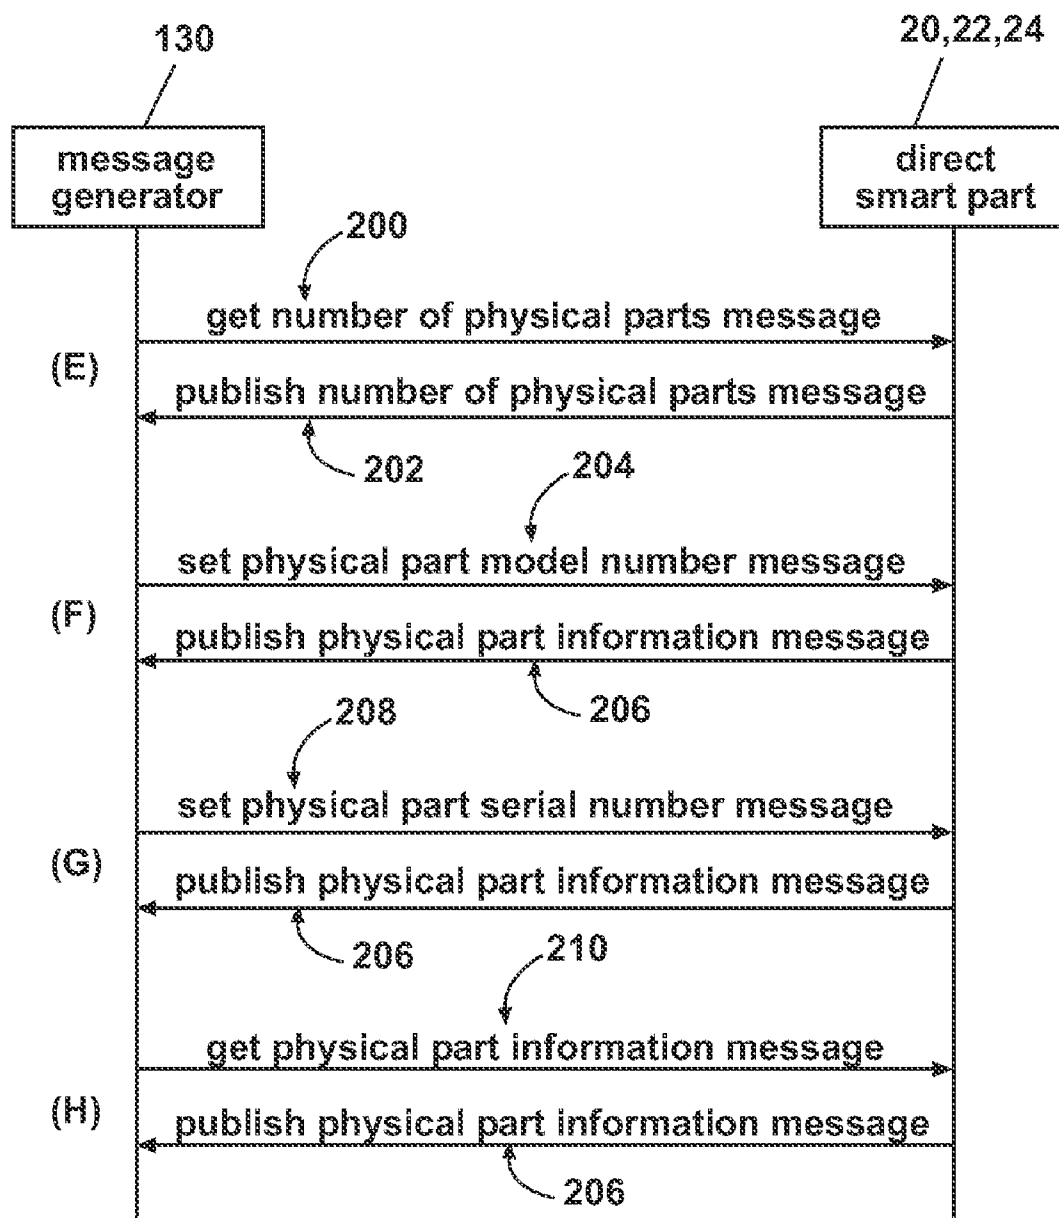 130
20,22,24
message
generator
direct
smart part
200
get number of physical parts message
(E)
publish number of physical parts message
202
204
set physical part model number message
(F)
publish physical part information message
206
208
set physical part serial number message
(G)
publish physical part information message
206
210
get physical part information message
(H)
publish physical part information message
206